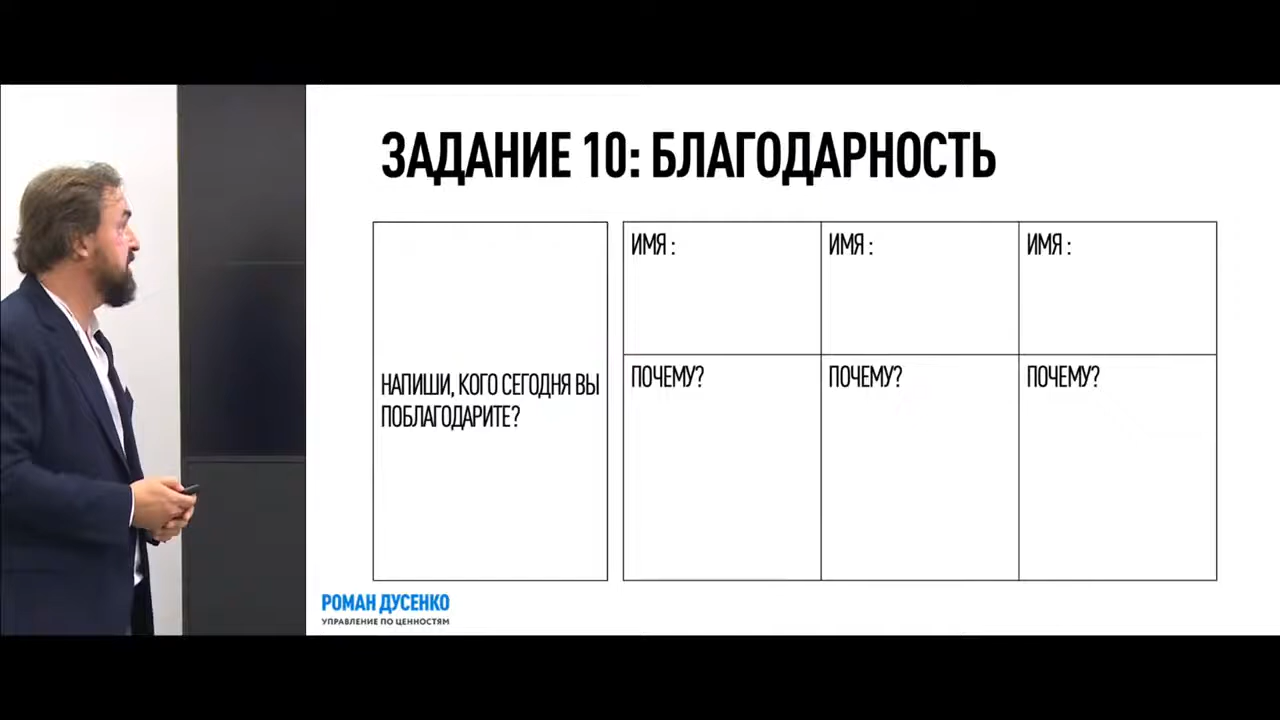 ЗАДАНИЕ 10: БЛАГОДАРНОСТЬ
НАПИШИ, КОГО СЕГОДНЯ ВЫ
ПОБЛАГОДАРИТЕ?
ИМЯ :
ИМЯ :
ИМЯ :
ПОЧЕМУ?
ПОЧЕМУ?
ПОЧЕМУ?
РОМАН ДУСЕНКО
УПРАВЛЕНИЕ ПО ЦЕННОСТЯМ